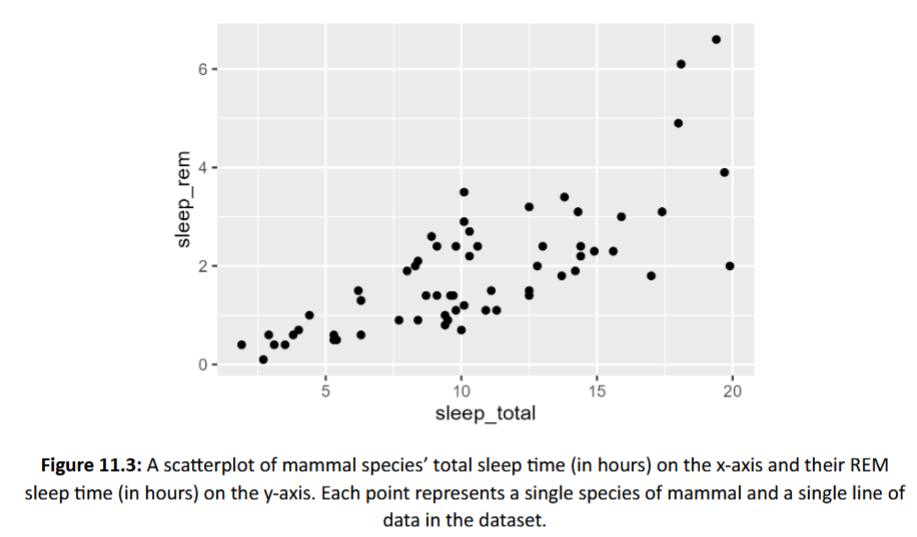 6
4
2
0
sleep_rem
5 10 15 20
sleep_total
Figure 11.3: A scatterplot of mammal species’ total sleep time (in hours) on the x-axis and their REM
sleep time (in hours) on the y-axis. Each point represents a single species of mammal and a single line of
data in the dataset.